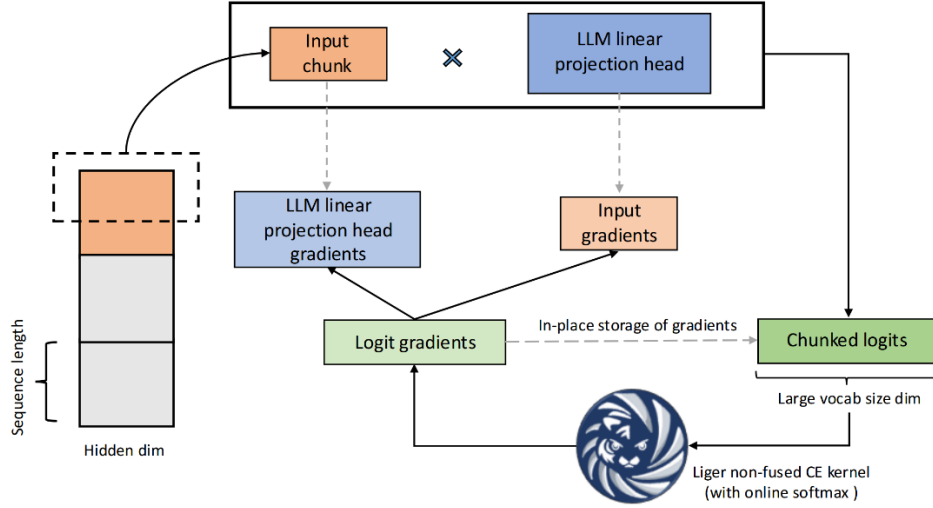 Input
chunk
LLM linear
projection head
LLM linear
projection head
gradients
Input
gradients
Sequence length
Hidden dim
Logit gradients
In-place storage of gradients
Chunked logits
Large vocab size dim
Liger non-fused CE kernel
(with online softmax )